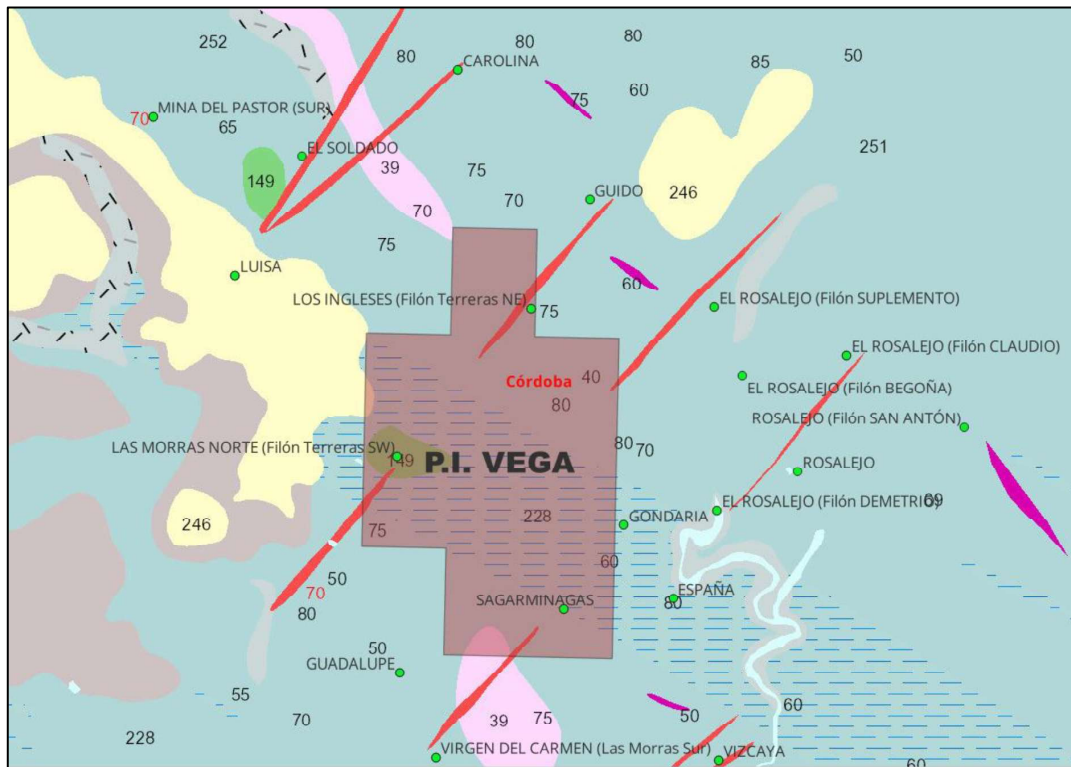 80
252
80
80
85
50
CAROLINA
75
60
MINA DEL PASTOR (SUR)
70
65
EL SOLDADO
251
39
75
149
GUIDO
246
70
70
75
LUISA
60
LOS INGLESES (Filón Terreras NE)
75
EL ROSALEJO (Filón SUPLEMENTO)
EL ROSALEJO (Filón CLAUDIO)
Córdoba
40
EL ROSALEJO (Filón BEGOÑA)
80
ROSALEJO (Filón SAN ANTÓN)
LAS MORRAS NORTE (Filón Terreras SW)
80
70
149
P.I. VEGA
ROSALEJO
EL ROSALEJO (Filón DEMETRIO)
69
246
228
GONDARIA
75
60
50
70
ESPAÑA
80
SAGARMINAGAS
80
50
GUADALUPE
55
60
70
39
75
50
228
VIRGEN DEL CARMEN (Las Morras Sur)
VIZCAYA
60